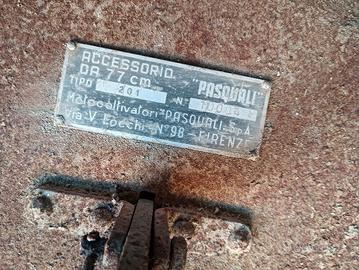 ACCESSORIO
DA 77 cm "PASQUALI"
TIPO 201 N°
Motocoltivatori "PASQUALI" S.p.A
Via V. Locchi - N° 98 - FIRENZE